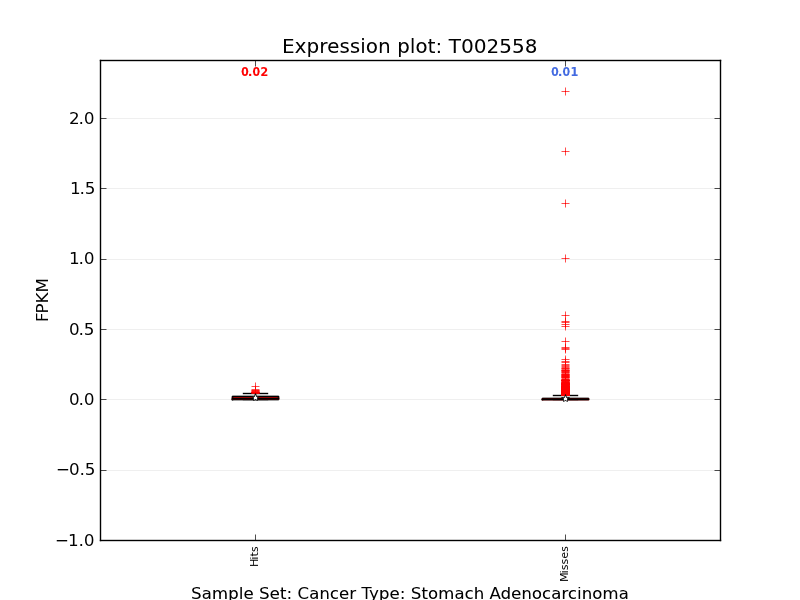 Expression plot: T002558
0.02
0.01
2.0
1.5
1.0
0.5
0.0
−0.5
−1.0
FPKM
Hits
Misses
Sample Set: Cancer Type: Stomach Adenocarcinoma